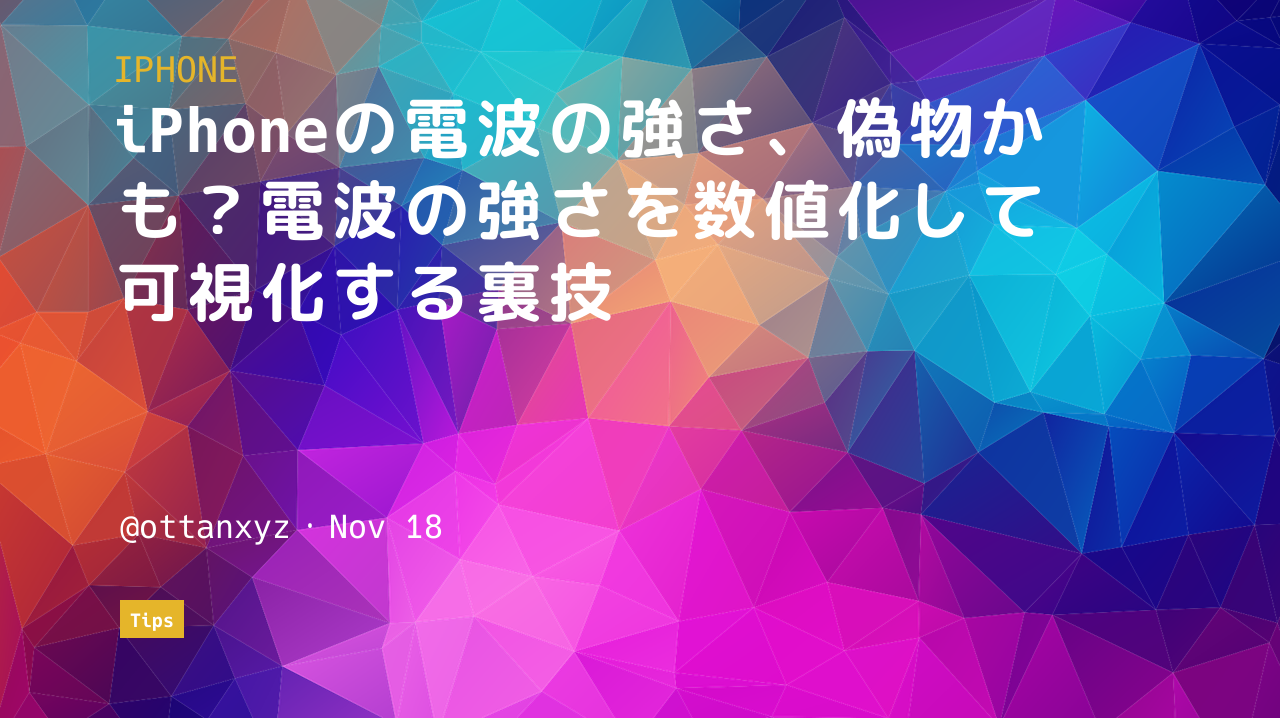 IPHONE
iPhoneの電波の強さ、偽物か
も？電波の強さを数値化して
可視化する裏技
@ottanxyz・Nov 18
Tips